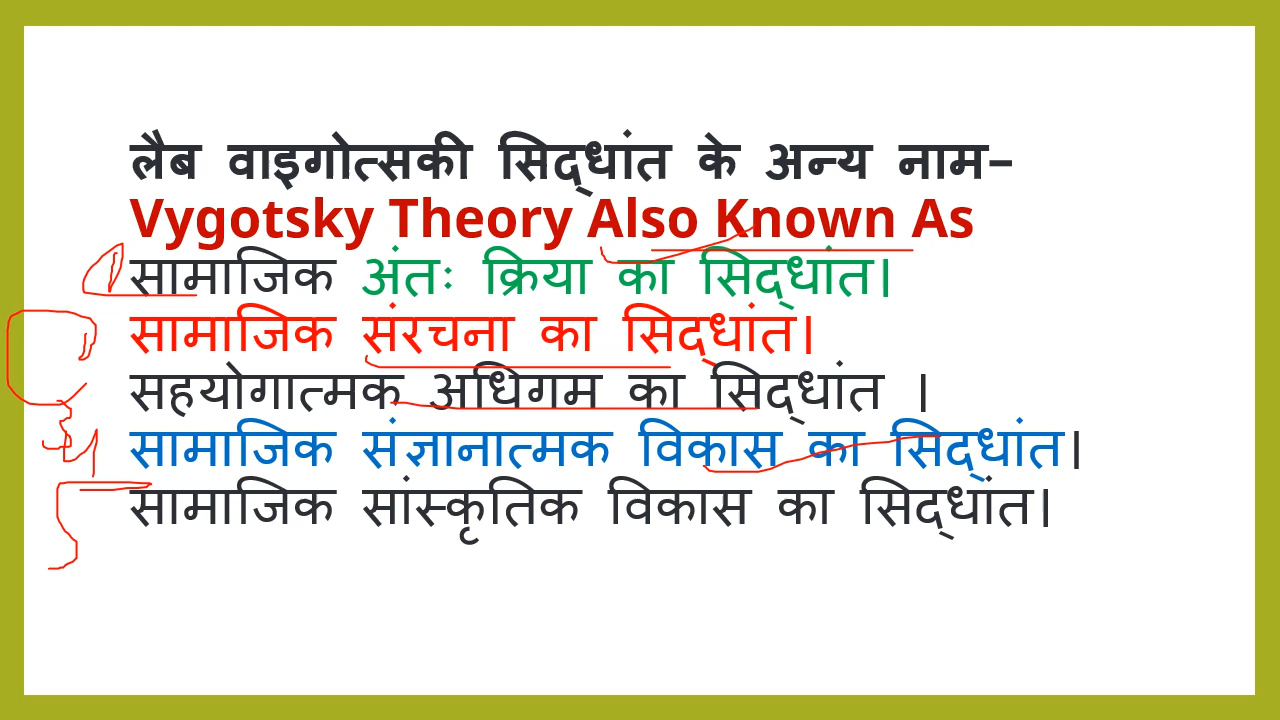 लैब वाइगोत्सकी सिद्धांत के अन्य नाम–
Vygotsky Theory Also Known As
सामाजिक अंतः क्रिया का सिद्धांत।
सामाजिक संरचना का सिद्धांत।
सहयोगात्मक अधिगम का सिद्धांत ।
सामाजिक संज्ञानात्मक विकास का सिद्धांत।
सामाजिक सांस्कृतिक विकास का सिद्धांत।